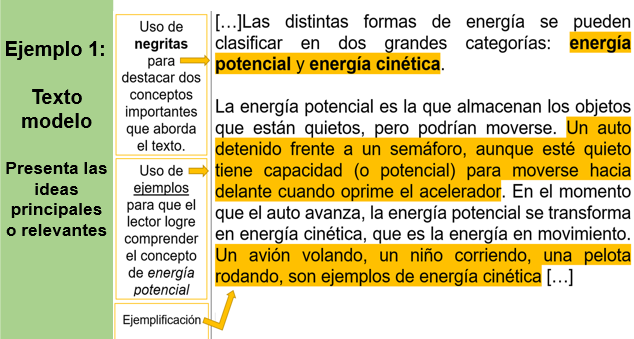 Ejemplo 1:
Texto
modelo
Presenta las
ideas
principales
o relevantes
Uso de
negritas
para
destacar dos
conceptos
importantes
que aborda
el texto.
Uso de
ejemplos
para que el
lector logre
comprender
el concepto
de energía
potencial
Ejemplificación
[…]Las distintas formas de energía se pueden
clasificar en dos grandes categorías: energía
potencial y energía cinética.
La energía potencial es la que almacenan los objetos
que están quietos, pero podrían moverse. Un auto
detenido frente a un semáforo, aunque esté quieto
tiene capacidad (o potencial) para moverse hacia
delante cuando oprime el acelerador. En el momento
que el auto avanza, la energía potencial se transforma
en energía cinética, que es la energía en movimiento.
Un avión volando, un niño corriendo, una pelota
rodando, son ejemplos de energía cinética […]